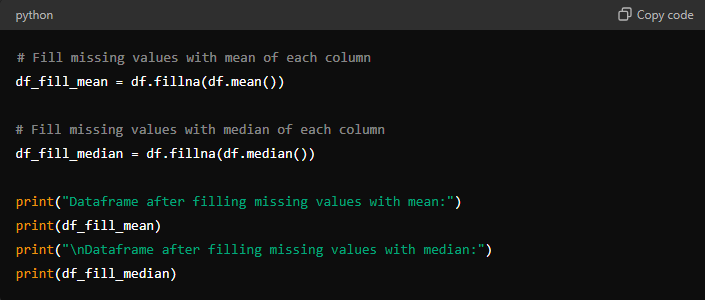 python
Copy code
# Fill missing values with mean of each column
df_fill_mean = df.fillna(df.mean())
# Fill missing values with median of each column
df_fill_median = df.fillna(df.median())
print("Dataframe after filling missing values with mean:")
print(df_fill_mean)
print("\nDataframe after filling missing values with median:")
print(df_fill_median)